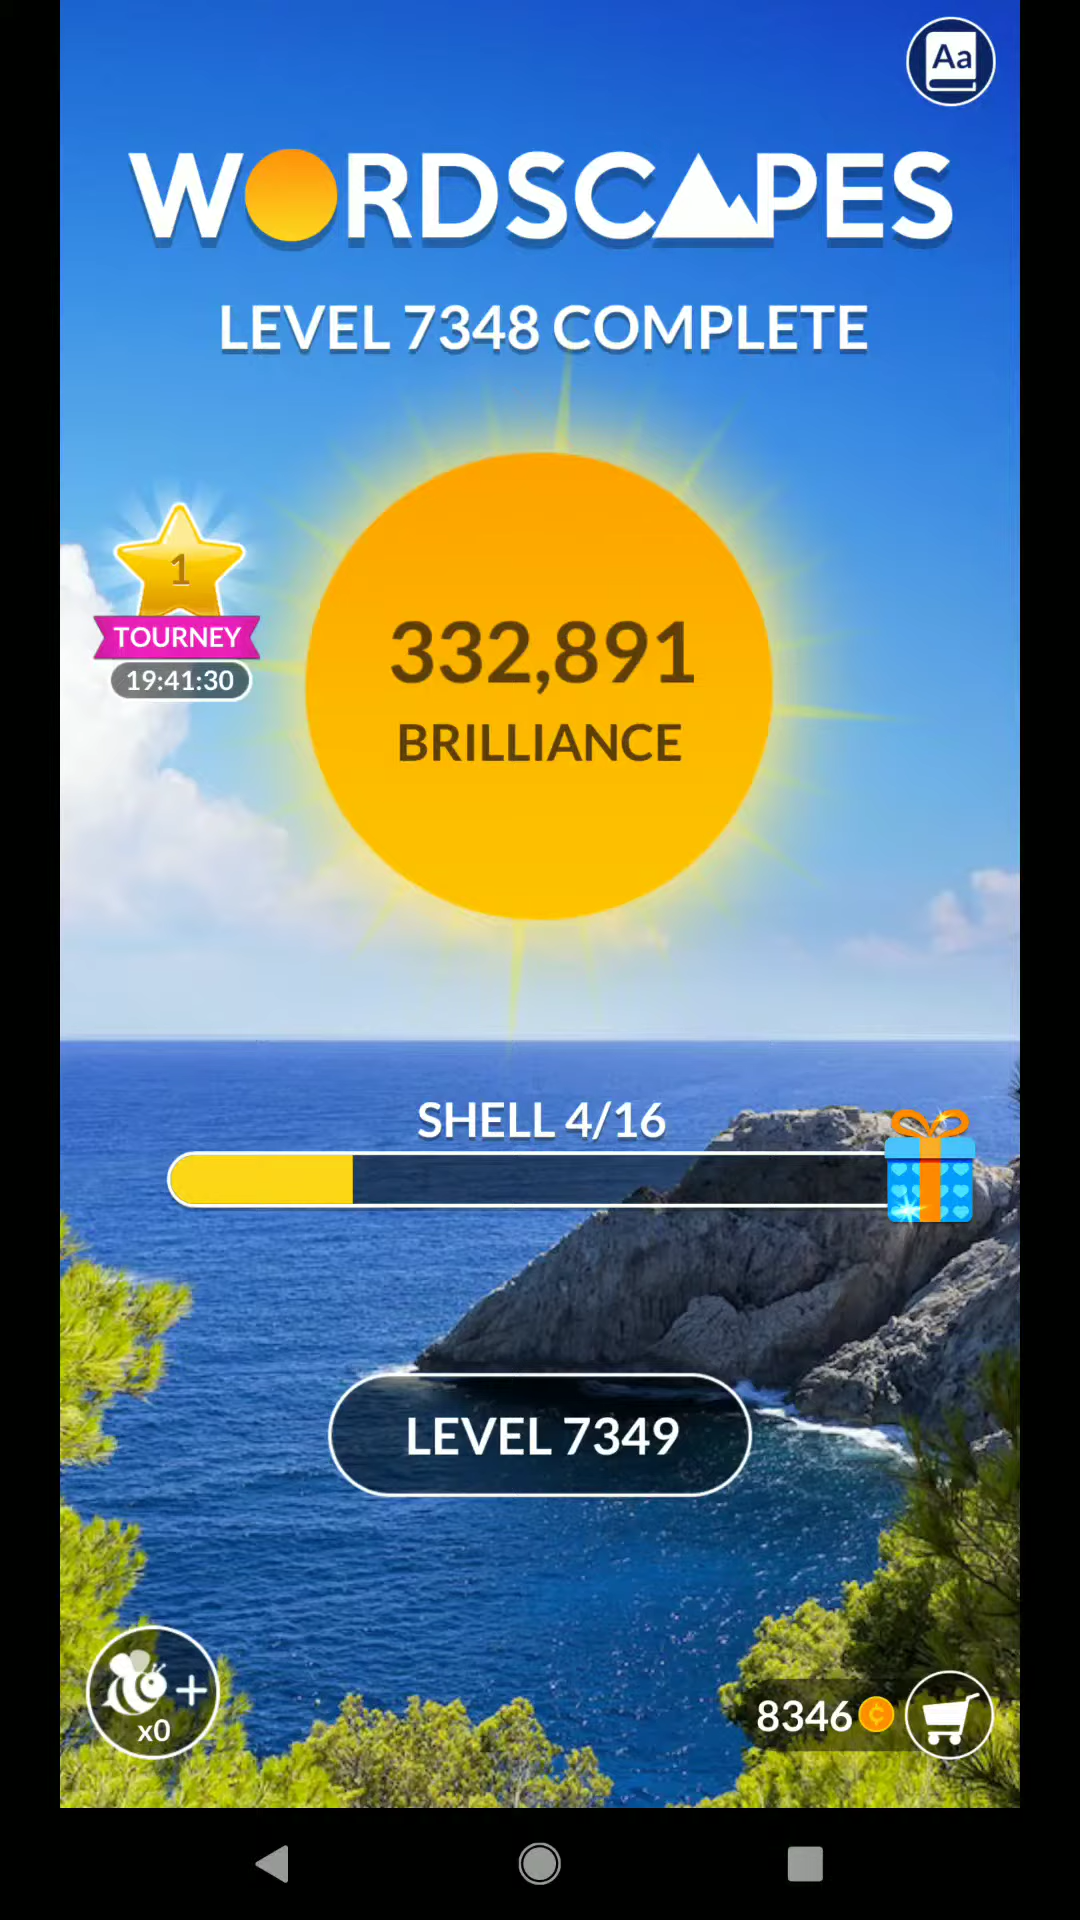 Aa
WORDSCAPES
LEVEL 7348 COMPLETE
1
TOURNEY
19:41:30
332,891
BRILLIANCE
SHELL 4/16
LEVEL 7349
+
x0
8346